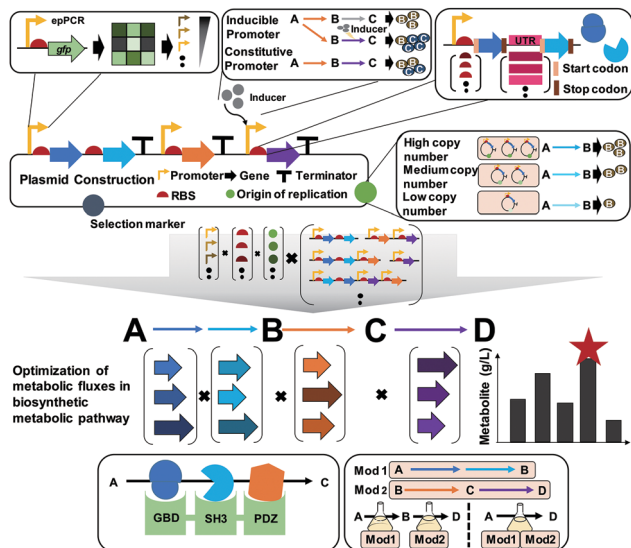 epPCR
gfp
Inducible
Promoter
A B C
B
B
Inducer
B C
B
C
B
C
C
Constitutive
Promoter
A B C
B
C
B
C
C
UTR
Start codon
Stop codon
Inducer
Plasmid Construction
Promoter
Gene
Terminator
RBS
Origin of replication
Selection marker
High copy
number
A B
B
B
B
Medium copy
number
A B
B
B
Low copy
number
A B
B
A B C D
Optimization of
metabolic fluxes in
biosynthetic
metabolic pathway
Metabolite (g/L)
A C
GBD SH3 PDZ
Mod 1 A B
Mod 2 B C D
A B D A D
Mod1 Mod2 Mod1 Mod2